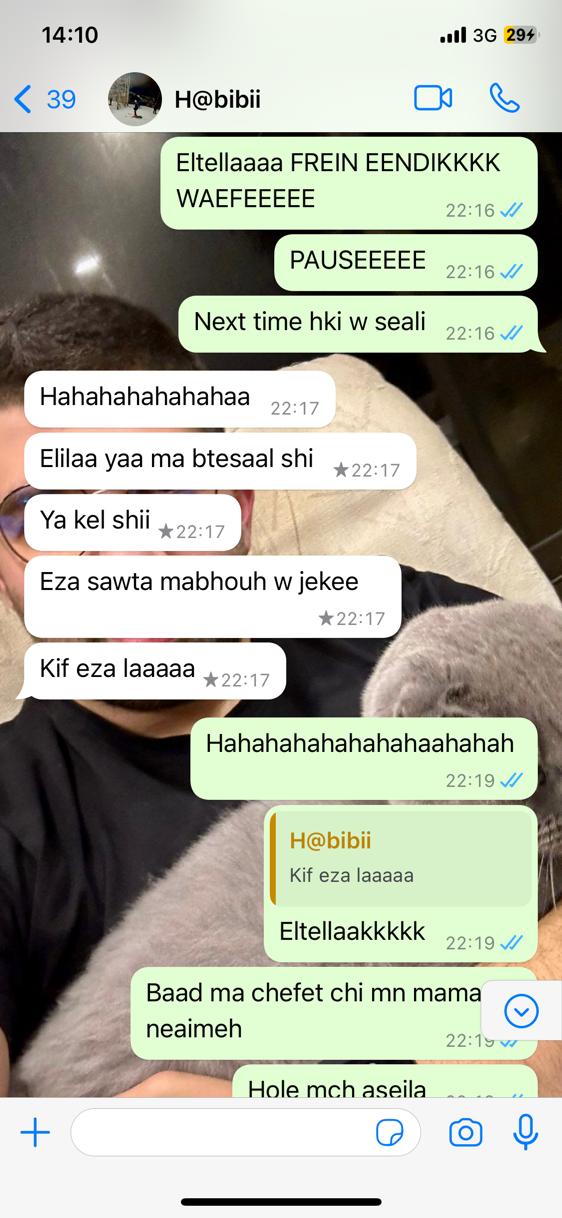 14:10
3G 29
39
H@bibii
Eltellaaaa FREIN EENDIKKKK
WAEFEEEEE
22:16
PAUSEEEEE 22:16
Next time hki w seali 22:16
Hahahahahahahaa 22:17
Elilaa yaa ma btesaal shi ★22:17
Ya kel shii ★22:17
Eza sawta mabhouh w jekee
★22:17
Kif eza laaaaa ★22:17
Hahahahahahahahaahahah
22:19
H@bibii
Kif eza laaaaa
Eltellaakkkkk 22:19
Baad ma chefet chi mn mama
neaimeh
22:19
Hole mch aseila